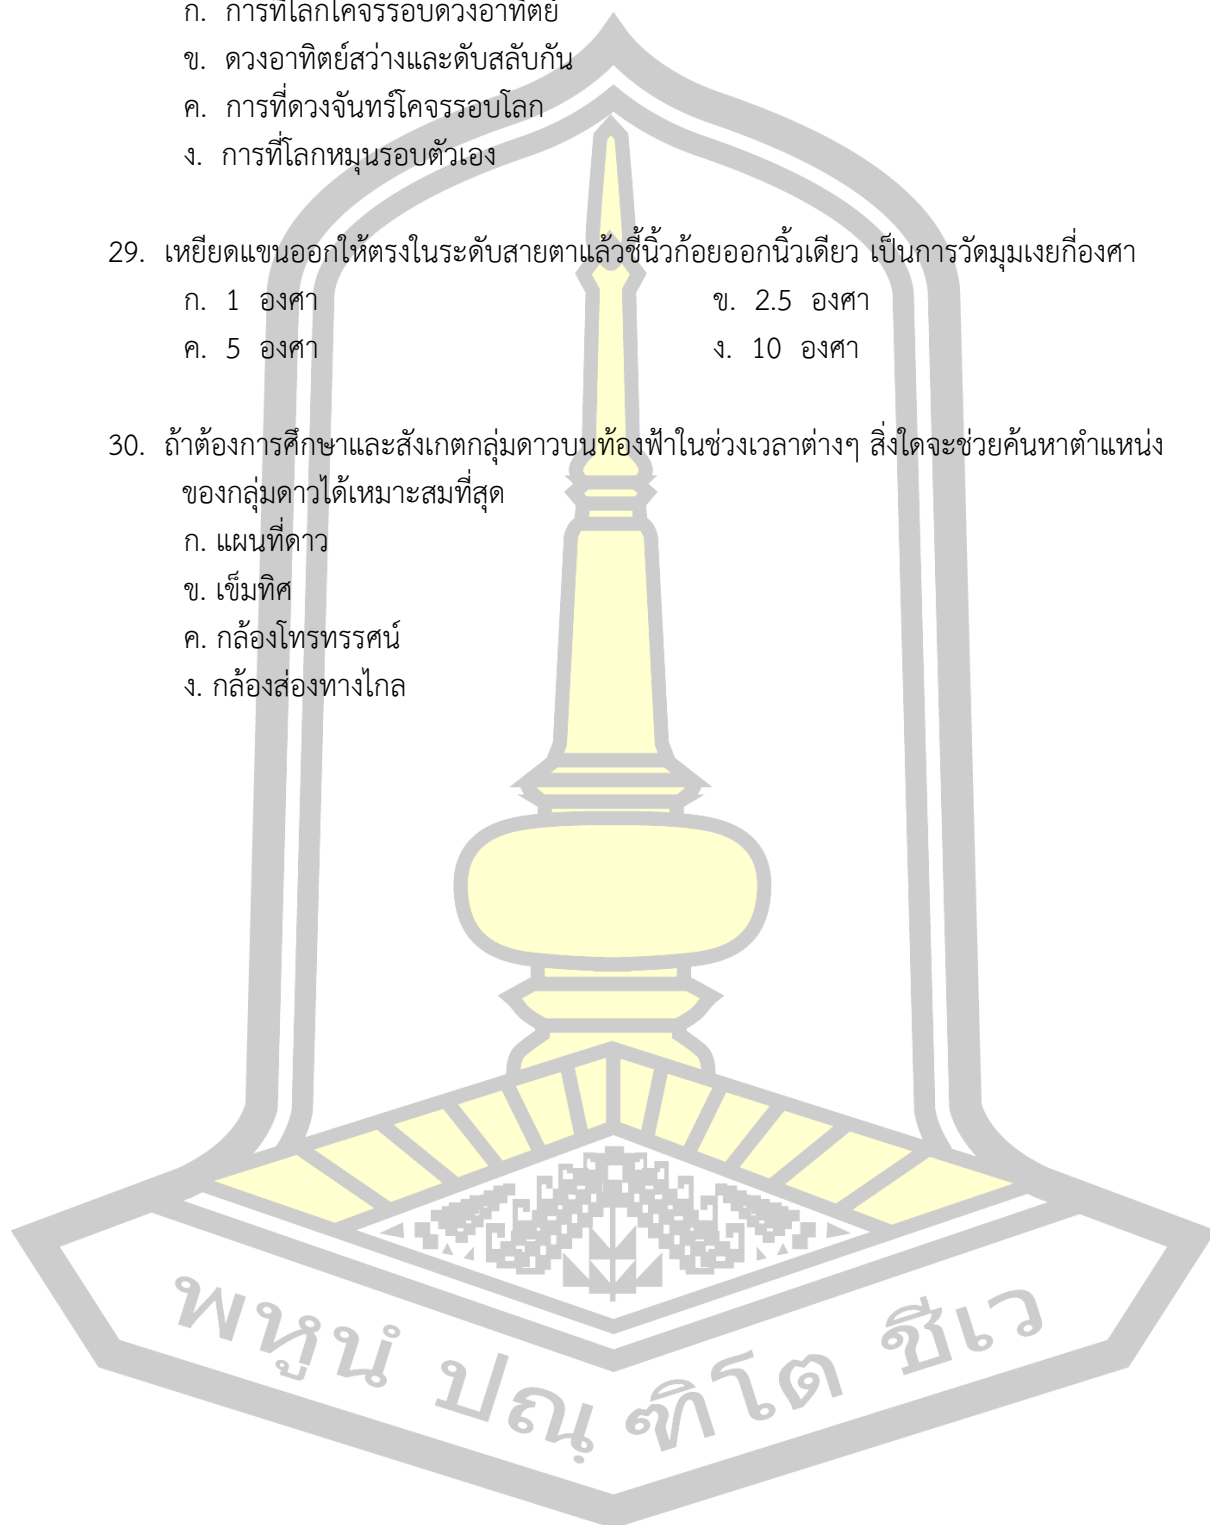 ก. การที่โลกโคจรรอบดวงอาทิตย์
ข. ดวงอาทิตย์สว่างและดับสลับกัน
ค. การที่ดวงจันทร์โคจรรอบโลก
ง. การที่โลกหมุนรอบตัวเอง
29. เหยียดแขนออกให้ตรงในระดับสายตาแล้วชี้นิ้วก้อยออกนิ้วเดียว เป็นการวัดมุมเงยกี่องศา
ก. 1 องศา ข. 2.5 องศา
ค. 5 องศา ง. 10 องศา
30. ถ้าต้องการศึกษาและสังเกตกลุ่มดาวบนท้องฟ้าในช่วงเวลาต่างๆ สิ่งใดจะช่วยค้นหาตำแหน่ง
ของกลุ่มดาวได้เหมาะสมที่สุด
ก. แผนที่ดาว
ข. เข็มทิศ
ค. กล้องโทรทรรศน์
ง. กล้องส่องทางไกล
พหูนํ ปณฺฑิโต ชีเว